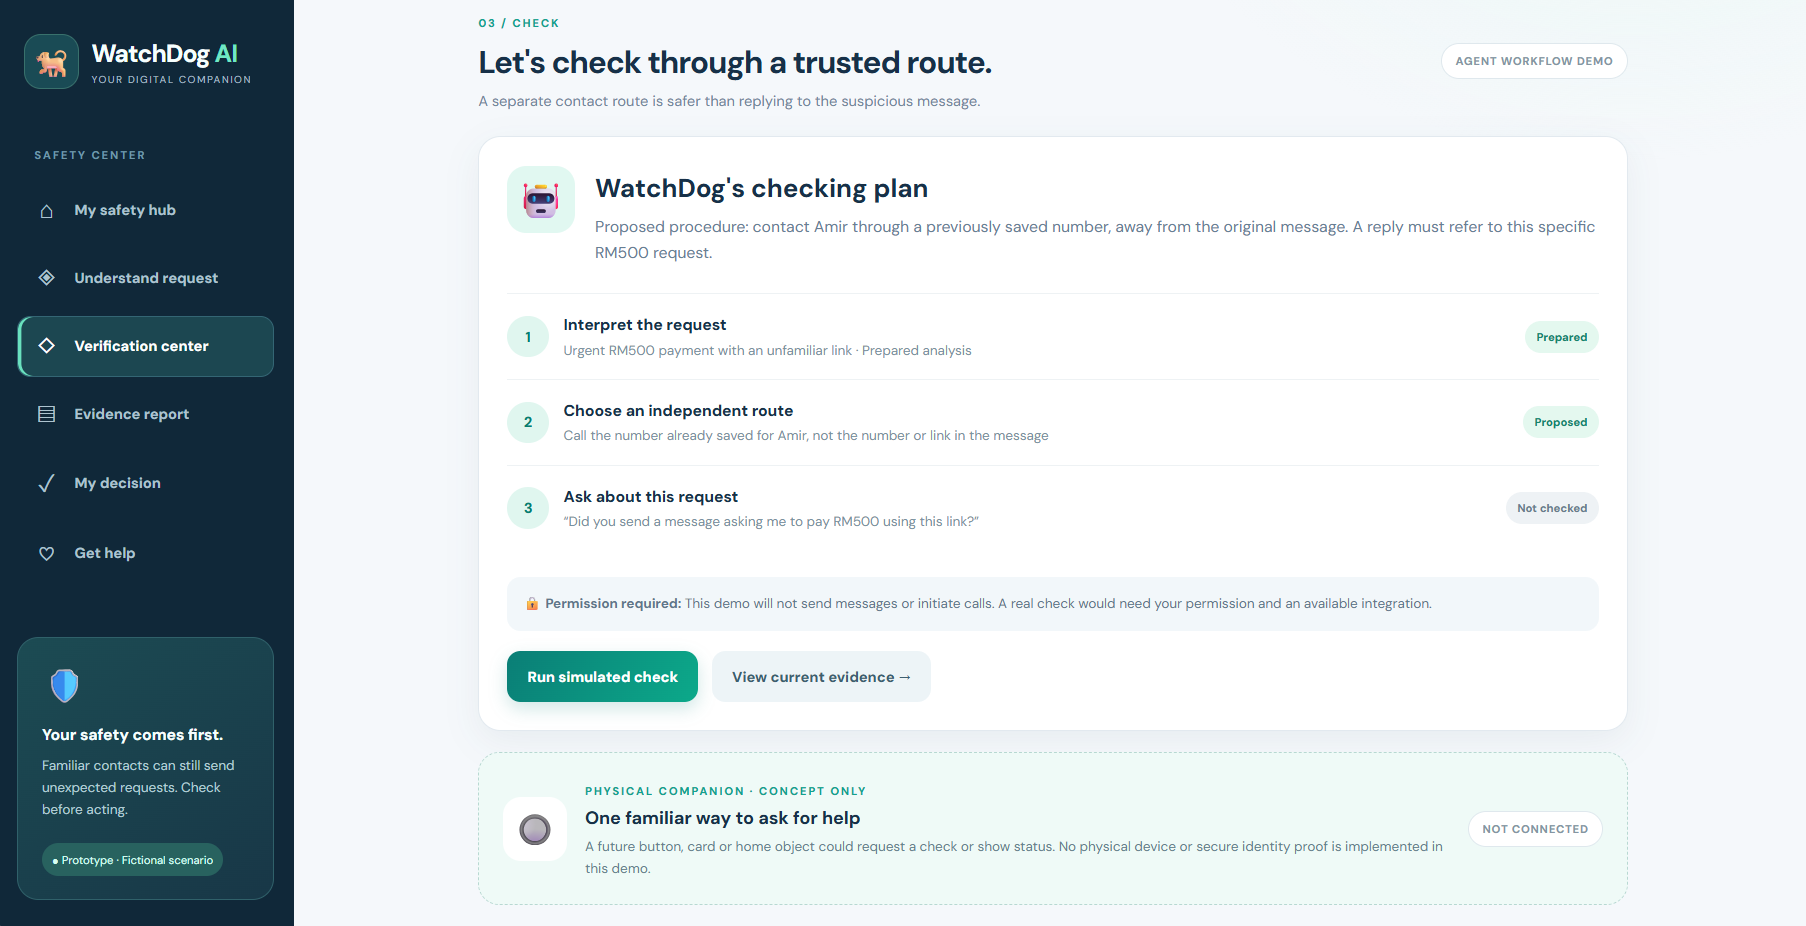 WatchDog AI
YOUR DIGITAL COMPANION
SAFETY CENTER
My safety hub
Understand request
Verification center
Evidence report
My decision
Get help
Your safety comes first.
Familiar contacts can still send
unexpected requests. Check
before acting.
● Prototype · Fictional scenario
03 / CHECK
Let's check through a trusted route.
A separate contact route is safer than replying to the suspicious message.
AGENT WORKFLOW DEMO
WatchDog's checking plan
Proposed procedure: contact Amir through a previously saved number, away from the original message. A reply must refer to this specific
RM500 request.
1
Interpret the request
Urgent RM500 payment with an unfamiliar link · Prepared analysis
Prepared
2
Choose an independent route
Call the number already saved for Amir, not the number or link in the message
Proposed
3
Ask about this request
“Did you send a message asking me to pay RM500 using this link?”
Not checked
Permission required: This demo will not send messages or initiate calls. A real check would need your permission and an available integration.
Run simulated check
View current evidence →
PHYSICAL COMPANION · CONCEPT ONLY
One familiar way to ask for help
A future button, card or home object could request a check or show status. No physical device or secure identity proof is implemented in
this demo.
NOT CONNECTED